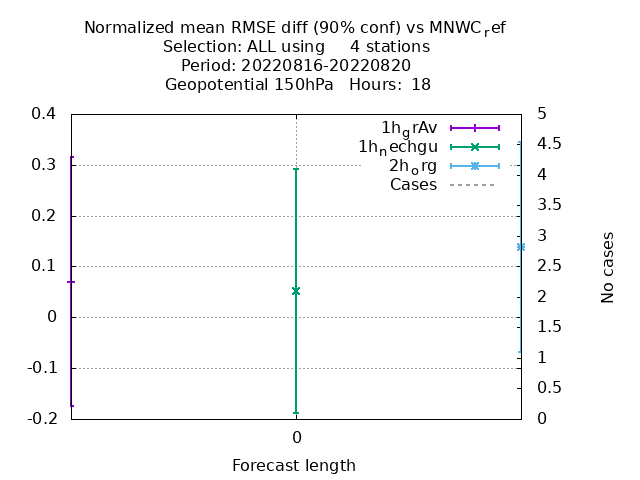 Normalized mean RMSE diff (90% conf) vs MNWC_ref
Selection: ALL using     4 stations
Period: 20220816-20220820
Geopotential 150hPa   Hours: 18
1h_grAv
1h_nechgu
2h_org
Cases
0.4
0.3
0.2
0.1
0
-0.1
-0.2
5
4.5
4
3.5
3
2.5
2
1.5
1
0.5
0
No cases
0
Forecast length